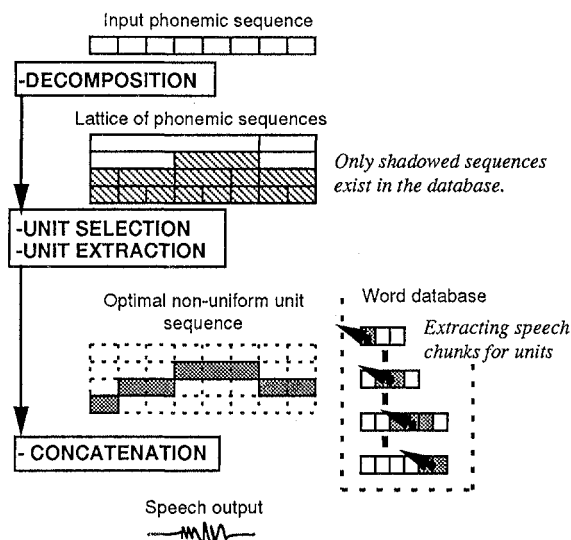 Input phonemic sequence
-DECOMPOSITION
Lattice of phonemic sequences
Only shadowed sequences
exist in the database.
-UNIT SELECTION
-UNIT EXTRACTION
Optimal non-uniform unit
sequence
Word database
Extracting speech
chunks for units
- CONCATENATION
Speech output